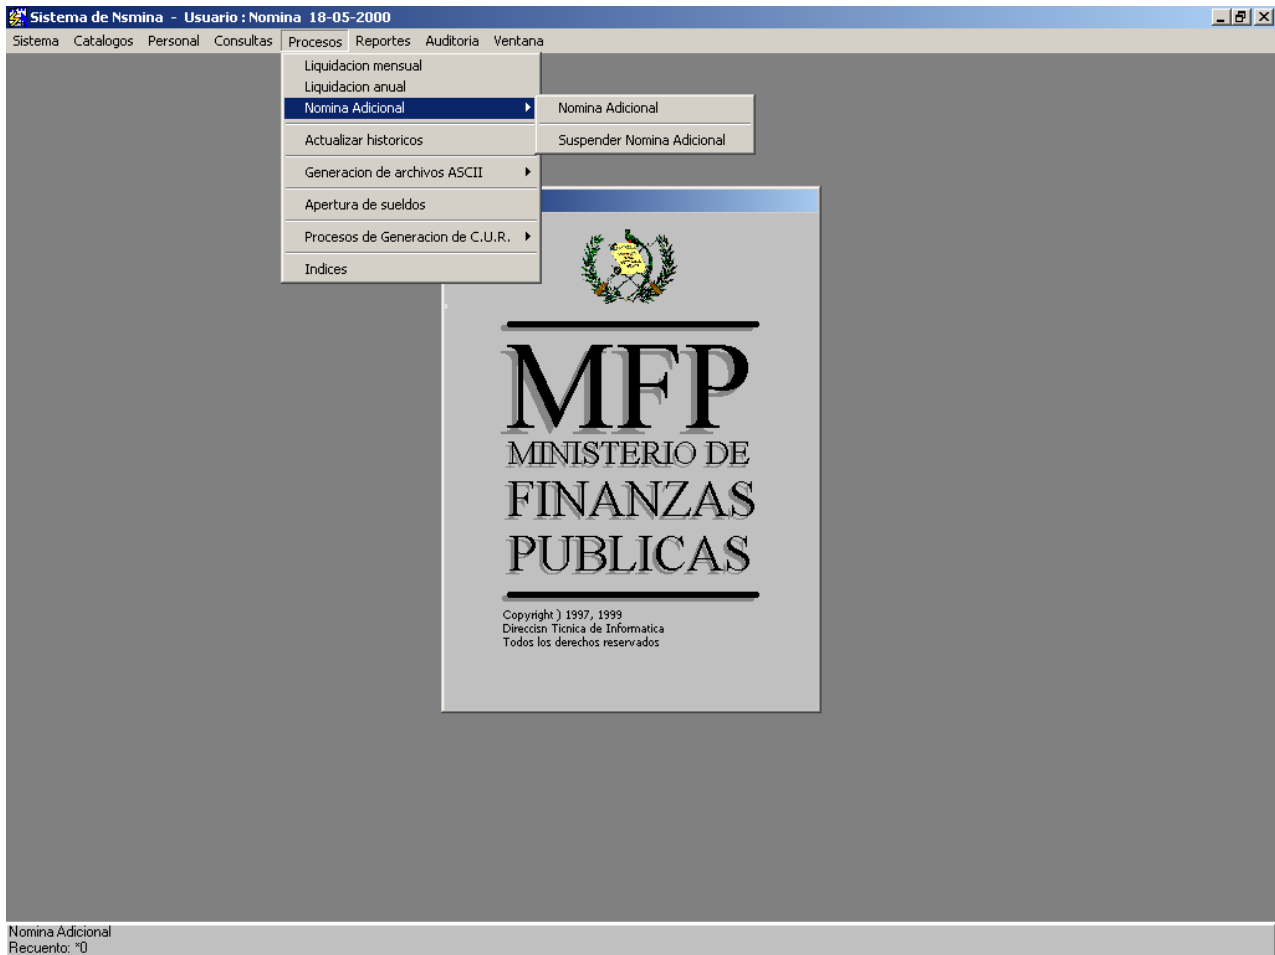 Sistema de Nsmina - Usuario : Nomina 18-05-2000
Sistema Catalogos Personal Consultas Procesos Reportes Auditoria Ventana
Liquidacion mensual
Liquidacion anual
Nomina Adicional
Nomina Adicional
Actualizar historicos
Suspender Nomina Adicional
Generacion de archivos ASCII
Apertura de sueldos
Procesos de Generacion de C.U.R.
Indices
MFP
MINISTERIO DE
FINANZAS
PUBLICAS
Copyright ) 1997, 1999
Direccisn Ticnica de Informatica
Todos los derechos reservados
Nomina Adicional
Recuento: *0